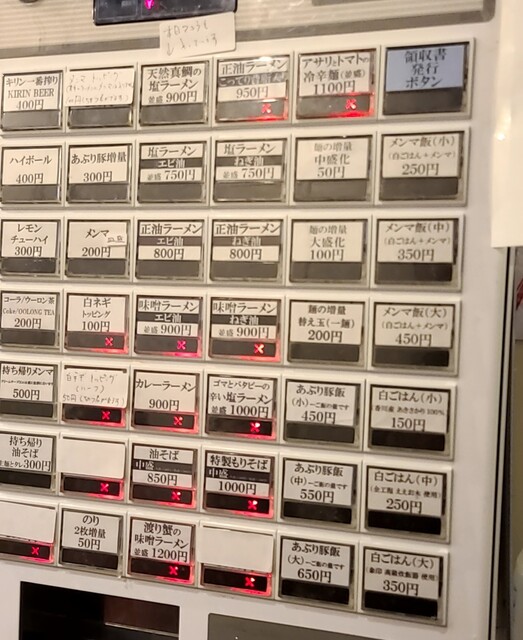 キリン一番搾り
KIRIN BEER
400円
天然真鯛の
塩ラーメン
並盛 900円
正油ラーメン
950円
アサリとトマトの
冷辛麺(並盛)
1100円
領収書
発行
ボタン
ハイボール
400円
あぶり豚増量
300円
塩ラーメン
エビ油
並盛 750円
塩ラーメン
ねぎ油
並盛 750円
麺の増量
中盛化
50円
メンマ飯(小)
(白ごはん+メンマ)
250円
レモン
チューハイ
300円
メンマ
200円
正油ラーメン
エビ油
800円
正油ラーメン
ねぎ油
800円
麺の増量
大盛化
100円
メンマ飯(中)
(白ごはん+メンマ)
350円
コーラ/ウーロン茶
Coke/OOLONG TEA
200円
白ネギ
トッピング
100円
味噌ラーメン
エビ油
並盛 900円
味噌ラーメン
ねぎ油
並盛 900円
麺の増量
替え玉(一麺)
200円
メンマ飯(大)
(白ごはん+メンマ)
450円
持ち帰りメンマ
500円
カレーラーメン
900円
ゴマとバタピーの
辛い塩ラーメン
並盛 1000円
あぶり豚飯
(小)→ご飯の量です
450円
白ごはん(小)
150円
持ち帰り
油そば
300円
油そば
中盛
850円
特製もりそば
中盛
1000円
あぶり豚飯
(中)→ご飯の量です
550円
白ごはん(中)
250円
のり
2枚増量
50円
渡り蟹の
味噌ラーメン
並盛 1200円
あぶり豚飯
(大)→ご飯の量です
650円
白ごはん(大)
350円